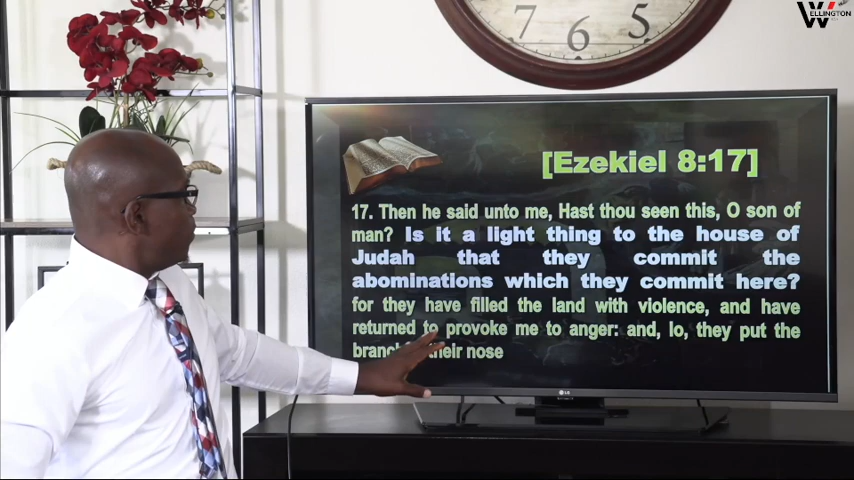 WELLINGTON
7 6 5
[Ezekiel 8:17]
17. Then he said unto me, Hast thou seen this, O son of
man? Is it a light thing to the house of
Judah that they commit the
abominations which they commit here?
for they have filled the land with violence, and have
returned to provoke me to anger: and, lo, they put the
their nose
LG